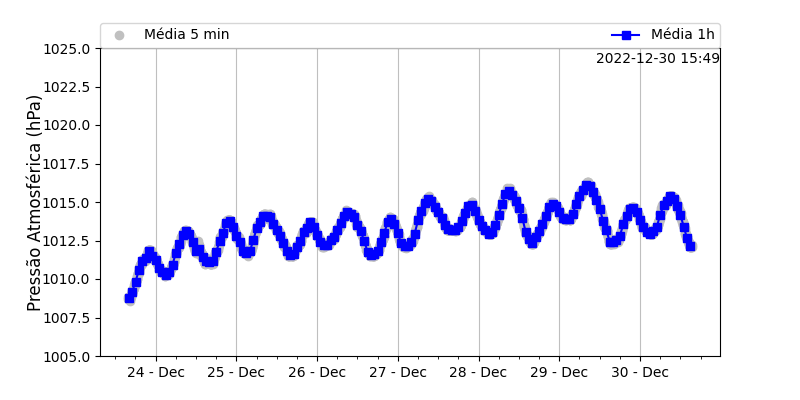 Média 5 min
Média 1h
2022-12-30 15:49
Pressão Atmosférica (hPa)
1025.0
1022.5
1020.0
1017.5
1015.0
1012.5
1010.0
1007.5
1005.0
24 - Dec
25 - Dec
26 - Dec
27 - Dec
28 - Dec
29 - Dec
30 - Dec